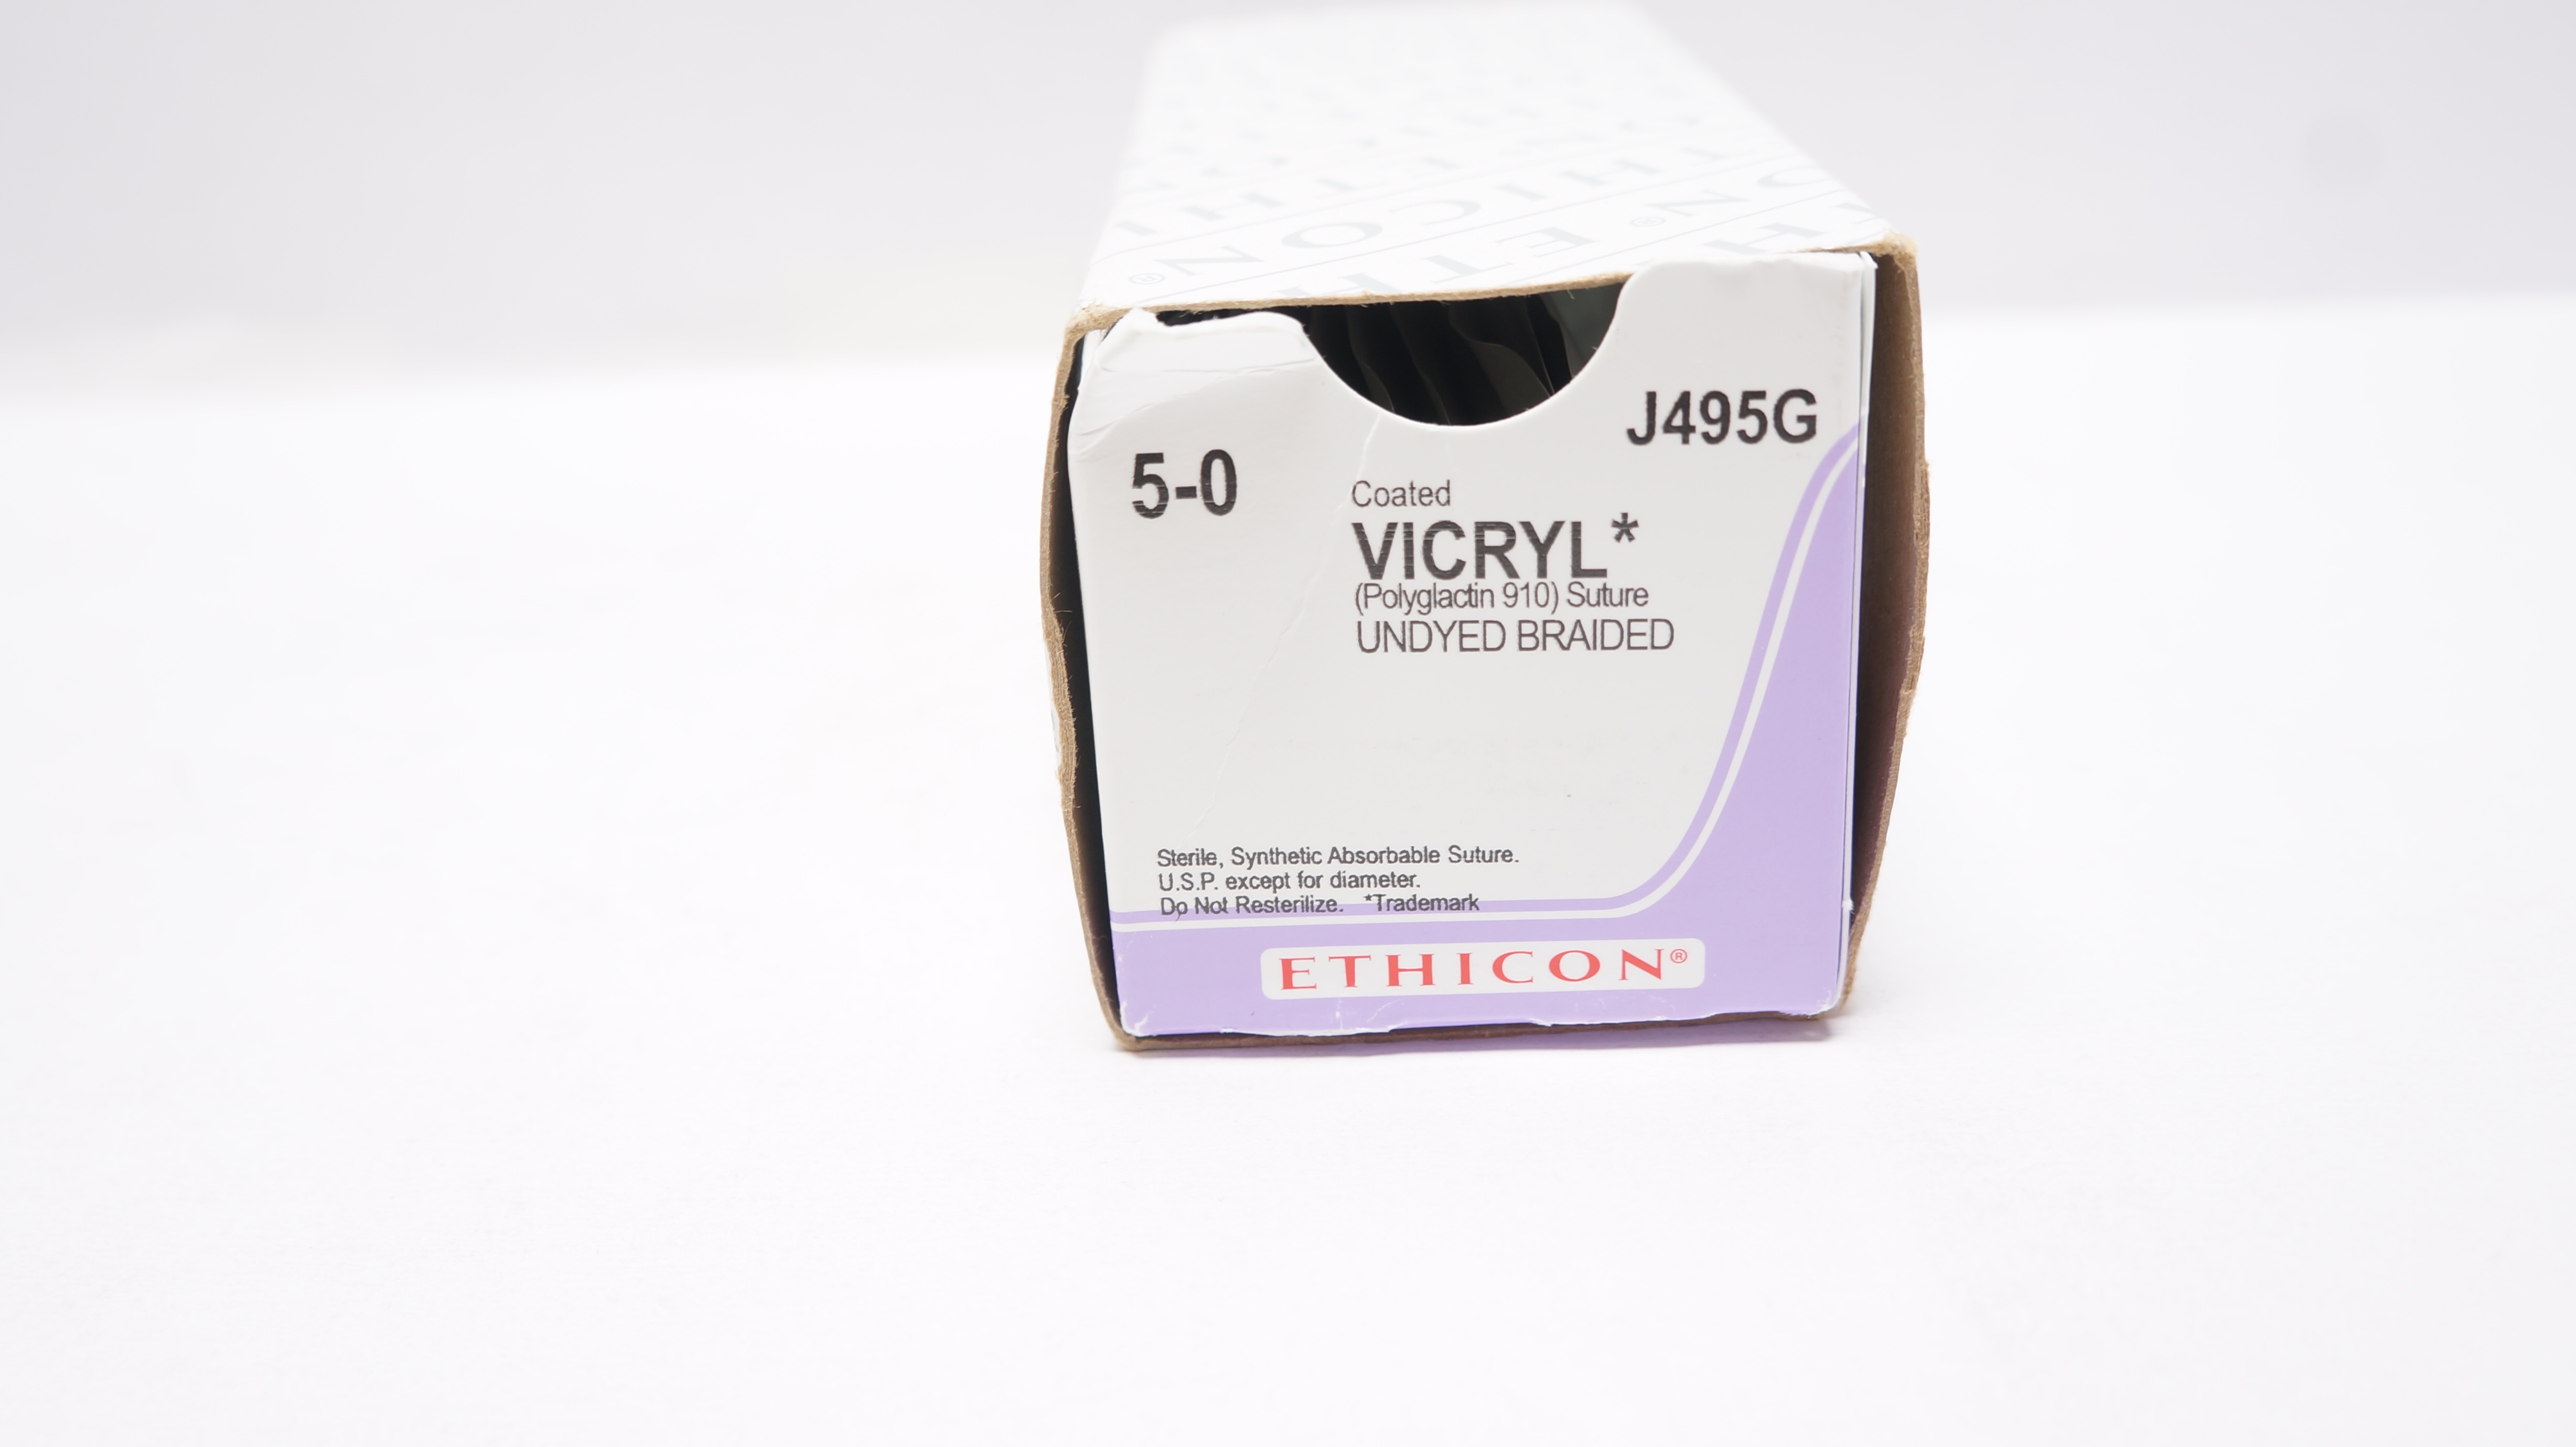 ETHICON®
5-0
J495G
Coated
VICRYL*
(Polyglactin 910) Suture
UNDYED BRAIDED
Sterile, Synthetic Absorbable Suture.
U.S.P. except for diameter.
Do Not Resterilize. *Trademark
ETHICON®